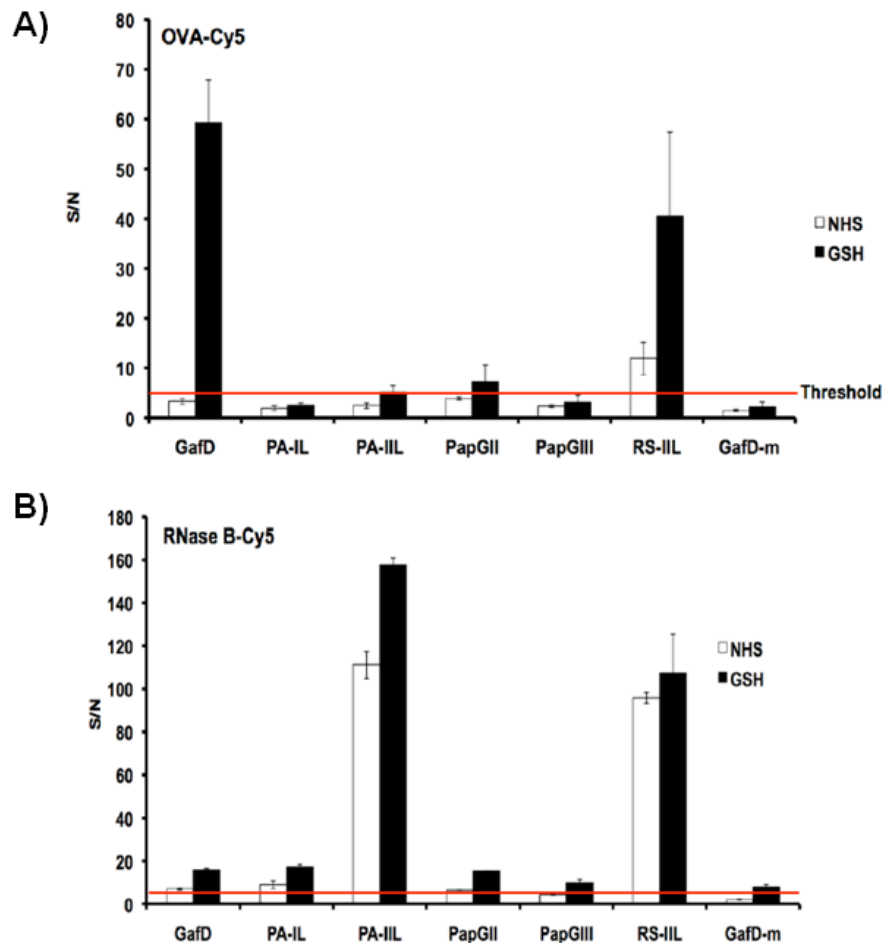 A)
OVA-Cy5
80
70
60
50
40
30
20
10
0
S/N
NHS
GSH
Threshold
GafD PA-IL PA-IIL PapGII PapGIII RS-IIL GafD-m
B)
RNase B-Cy5
180
160
140
120
100
80
60
40
20
0
S/N
NHS
GSH
GafD PA-IL PA-IIL PapGII PapGIII RS-IIL GafD-m